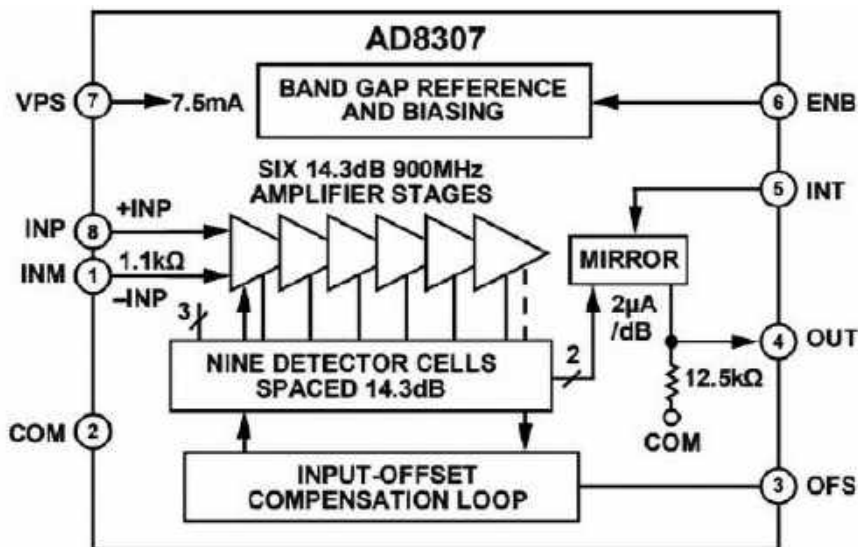 AD8307
VPS 7
7.5mA
BAND GAP REFERENCE
AND BIASING
6 ENB
SIX 14.3dB 900MHz
AMPLIFIER STAGES
5 INT
INP 8
+INP
INM 1
1.1kΩ
–INP
MIRROR
3
2µA
/dB
4 OUT
NINE DETECTOR CELLS
SPACED 14.3dB
2
12.5kΩ
COM 2
COM
INPUT-OFFSET
COMPENSATION LOOP
3 OFS